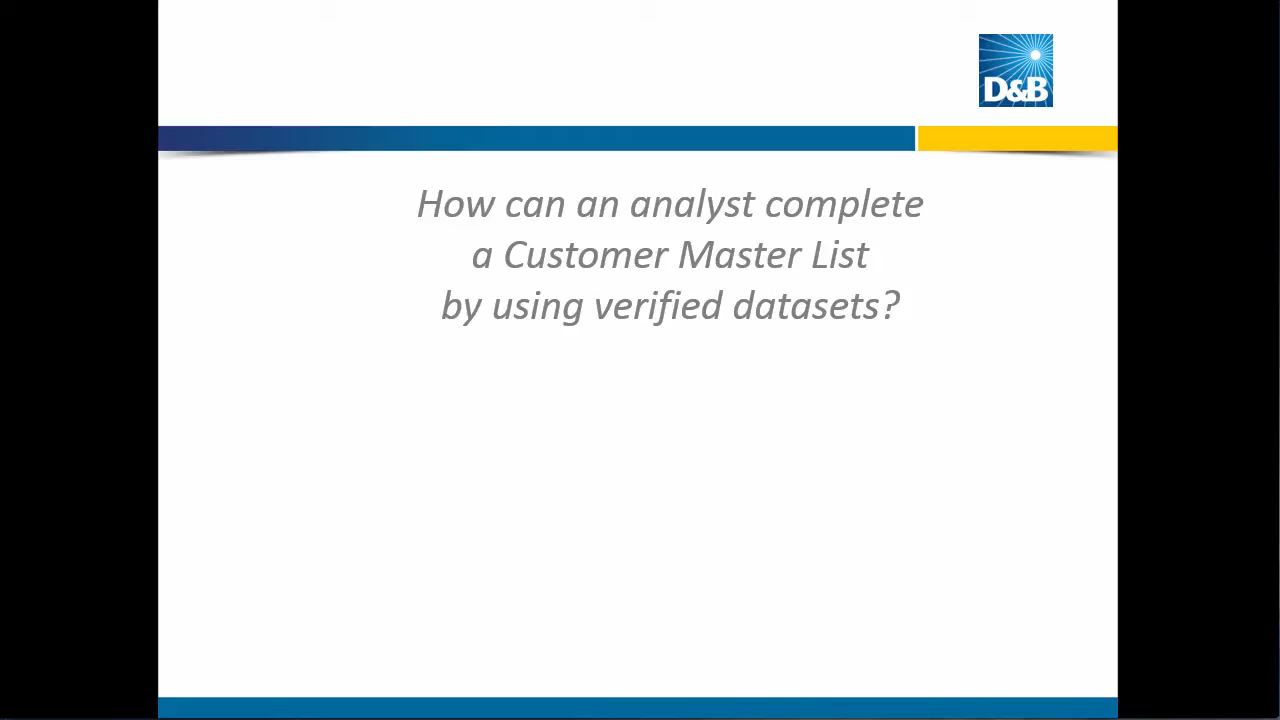 D&B
How can an analyst complete
a Customer Master List
by using verified datasets?